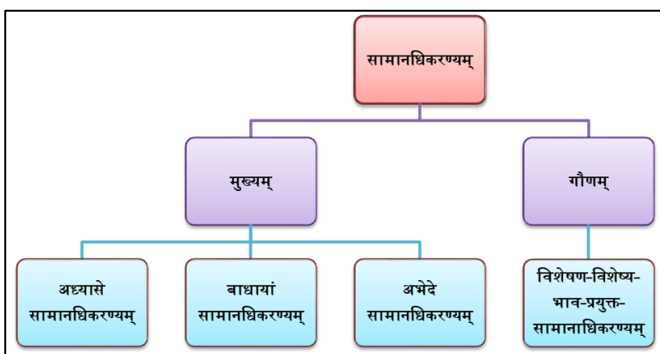 सामानधिकरण्यम्
मुख्यम्
गौणम्
अध्यासे
सामानधिकरण्यम्
बाधायां
सामानधिकरण्यम्
अभेदे
सामानधिकरण्यम्
विशेषण-विशेष्य-
भाव-प्रयुक्त-
सामानाधिकरण्यम्